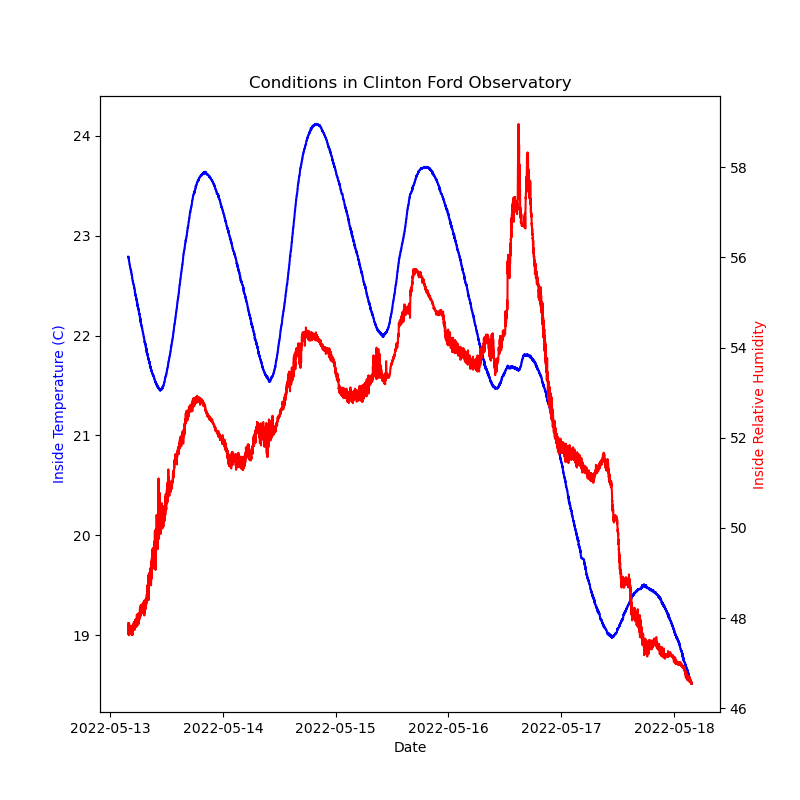 Conditions in Clinton Ford Observatory
24
23
22
21
20
19
Inside Temperature (C)
58
56
54
52
50
48
46
Inside Relative Humidity
2022-05-13 2022-05-14 2022-05-15 2022-05-16 2022-05-17 2022-05-18
Date